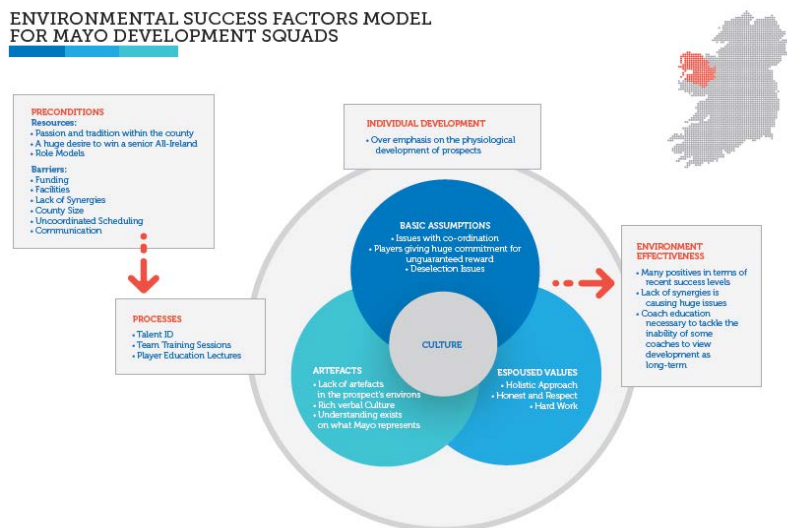 ENVIRONMENTAL SUCCESS FACTORS MODEL
FOR MAYO DEVELOPMENT SQUADS
PRECONDITIONS
Resources:
• Passion and tradition within the county
• A huge desire to win a senior All-Ireland
• Role Models
Barriers:
• Funding
• Facilities
• Lack of Synergies
• County Size
• Uncoordinated Scheduling
• Communication
PROCESSES
• Talent ID
• Team Training Sessions
• Player Education Lectures
INDIVIDUAL DEVELOPMENT
• Over emphasis on the physiological
development of prospects
BASIC ASSUMPTIONS
• Issues with co-ordination
• Players giving huge commitment for
unguaranteed reward
• Deselection Issues
CULTURE
ARTEFACTS
• Lack of artefacts
in the prospect's environs
• Rich verbal Culture
• Understanding exists
on what Mayo represents
ESPOUSED VALUES
• Holistic Approach
• Honest and Respect
• Hard Work
ENVIRONMENT
EFFECTIVENESS
• Many positives in terms of
recent success levels
• Lack of synergies is
causing huge issues
• Coach education
necessary to tackle the
inability of some
coaches to view
development as
long-term